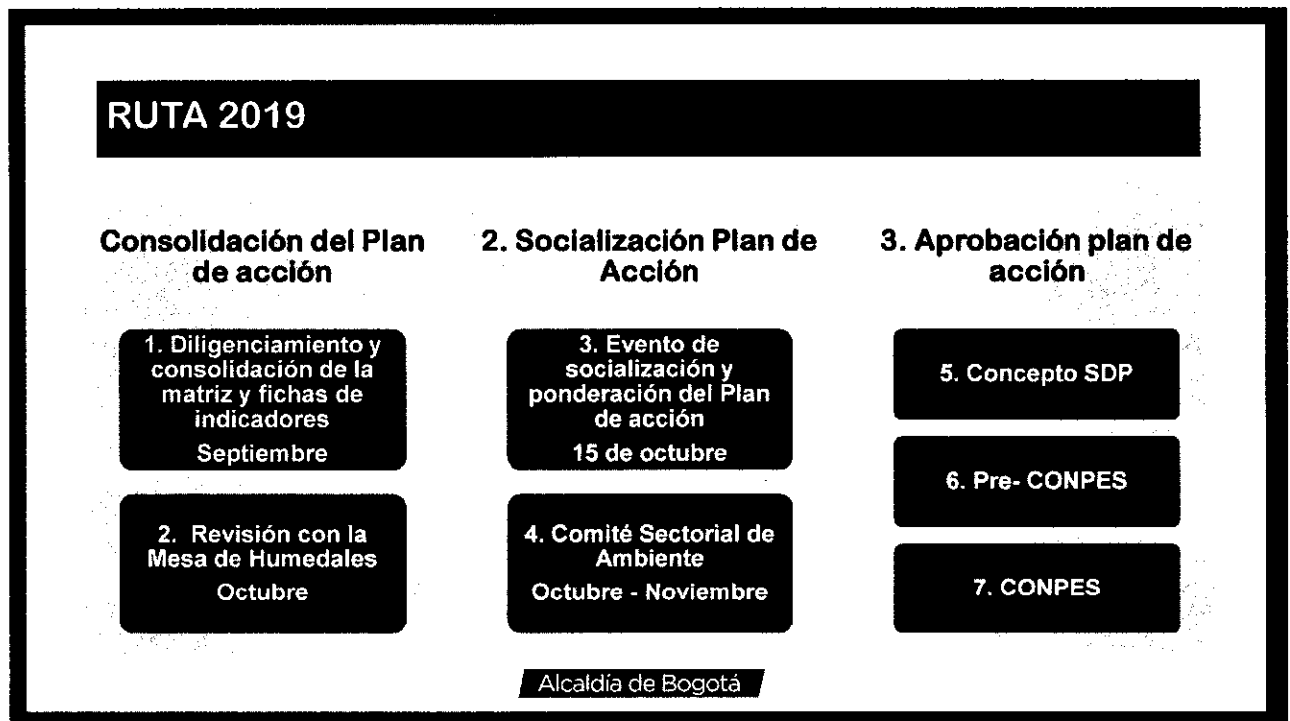 RUTA 2019
Consolidación del Plan
de acción
1. Diligenciamiento y
consolidación de la
matriz y fichas de
indicadores
Septiembre
2. Revisión con la
Mesa de Humedales
Octubre
2. Socialización Plan de
Acción
3. Evento de
socialización y
ponderación del Plan
de acción
15 de octubre
4. Comité Sectorial de
Ambiente
Octubre - Noviembre
3. Aprobación plan de
acción
5. Concepto SDP
6. Pre- CONPES
7. CONPES
Alcaldía de Bogotá